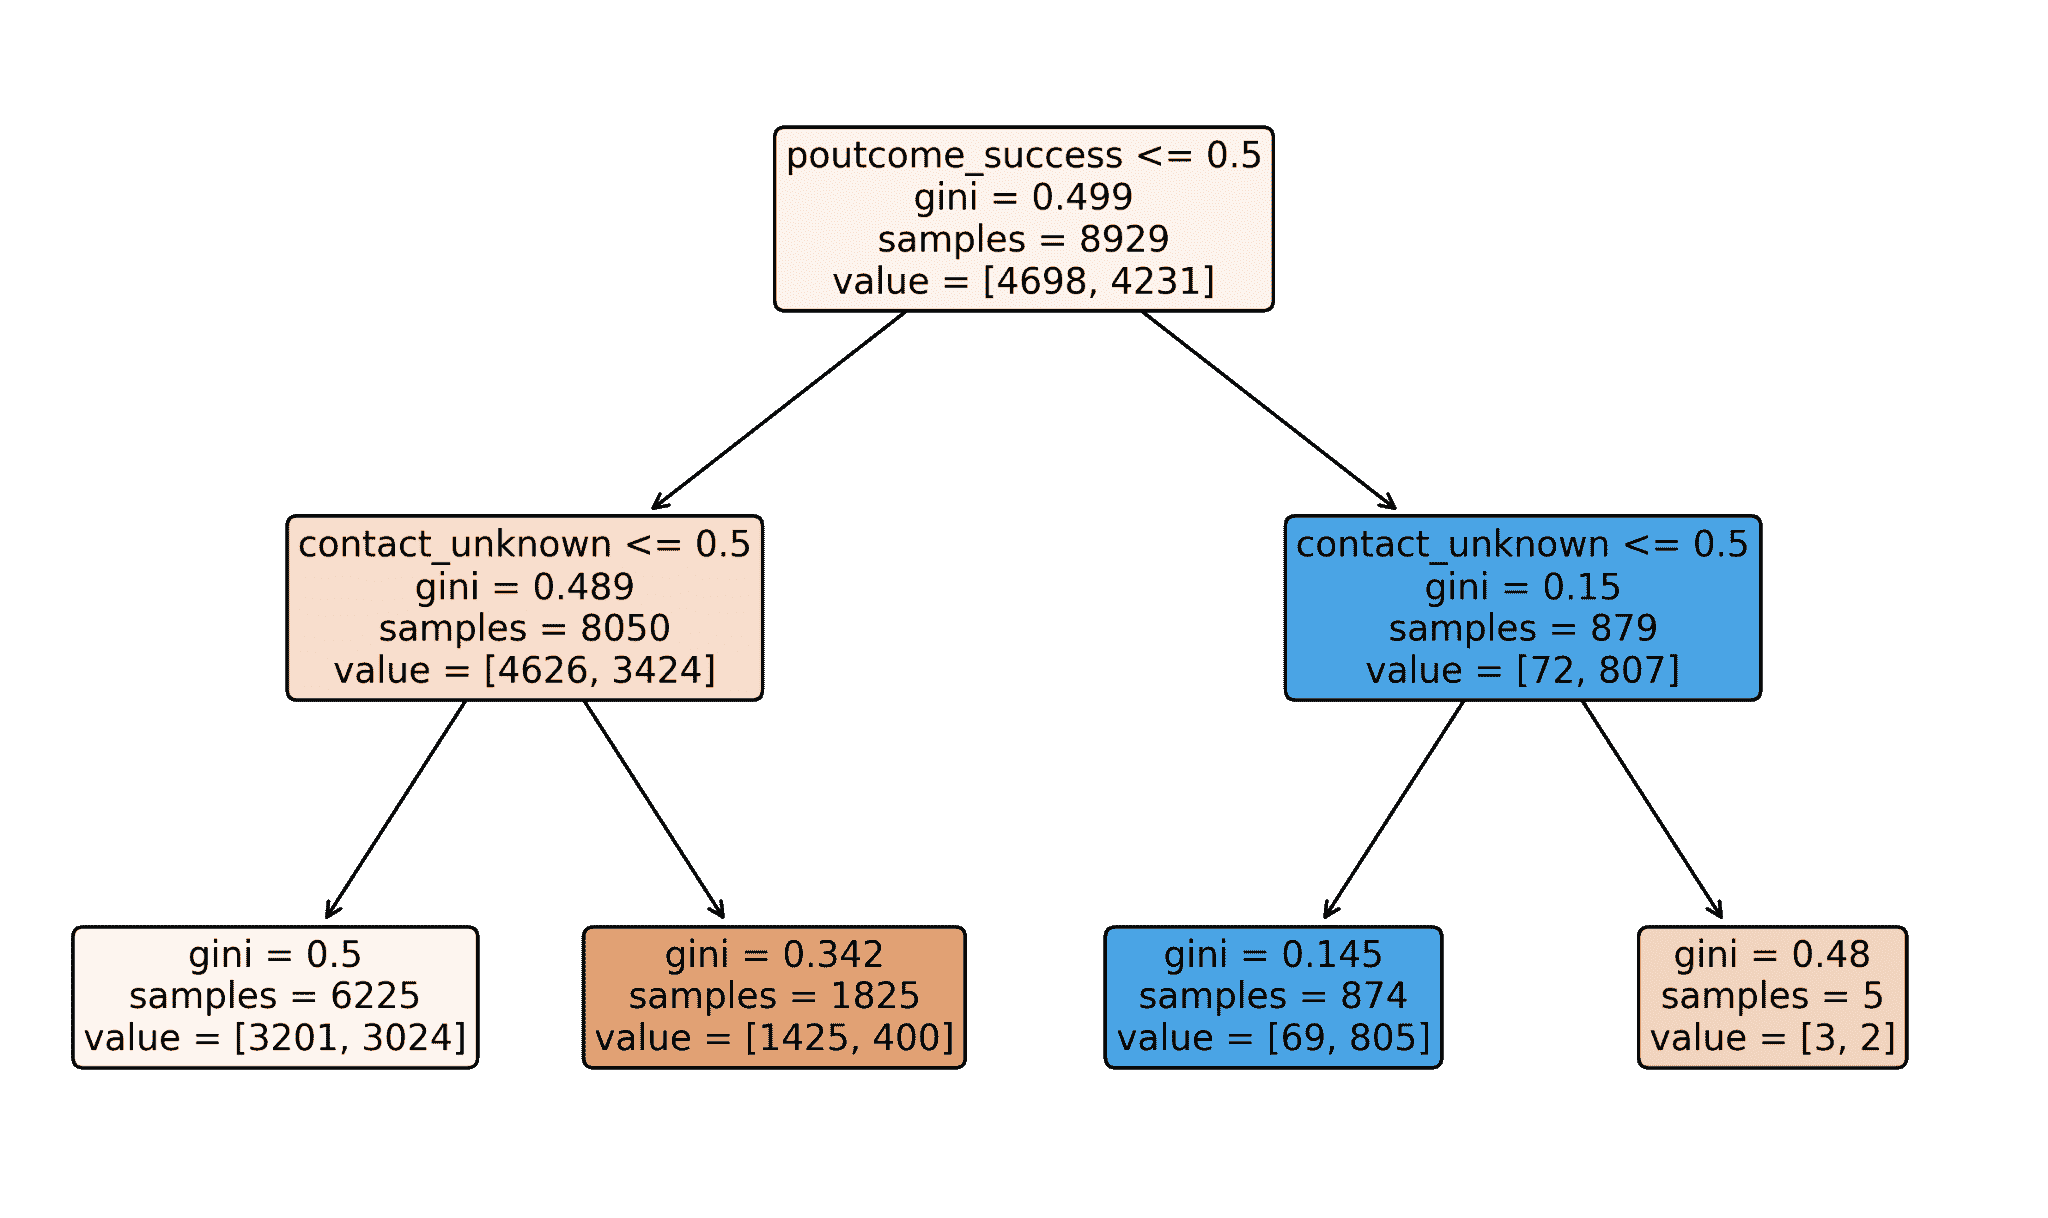 poutcome_success <= 0.5
gini = 0.499
samples = 8929
value = [4698, 4231]
contact_unknown <= 0.5
gini = 0.489
samples = 8050
value = [4626, 3424]
contact_unknown <= 0.5
gini = 0.15
samples = 879
value = [72, 807]
gini = 0.5
samples = 6225
value = [3201, 3024]
gini = 0.342
samples = 1825
value = [1425, 400]
gini = 0.145
samples = 874
value = [69, 805]
gini = 0.48
samples = 5
value = [3, 2]